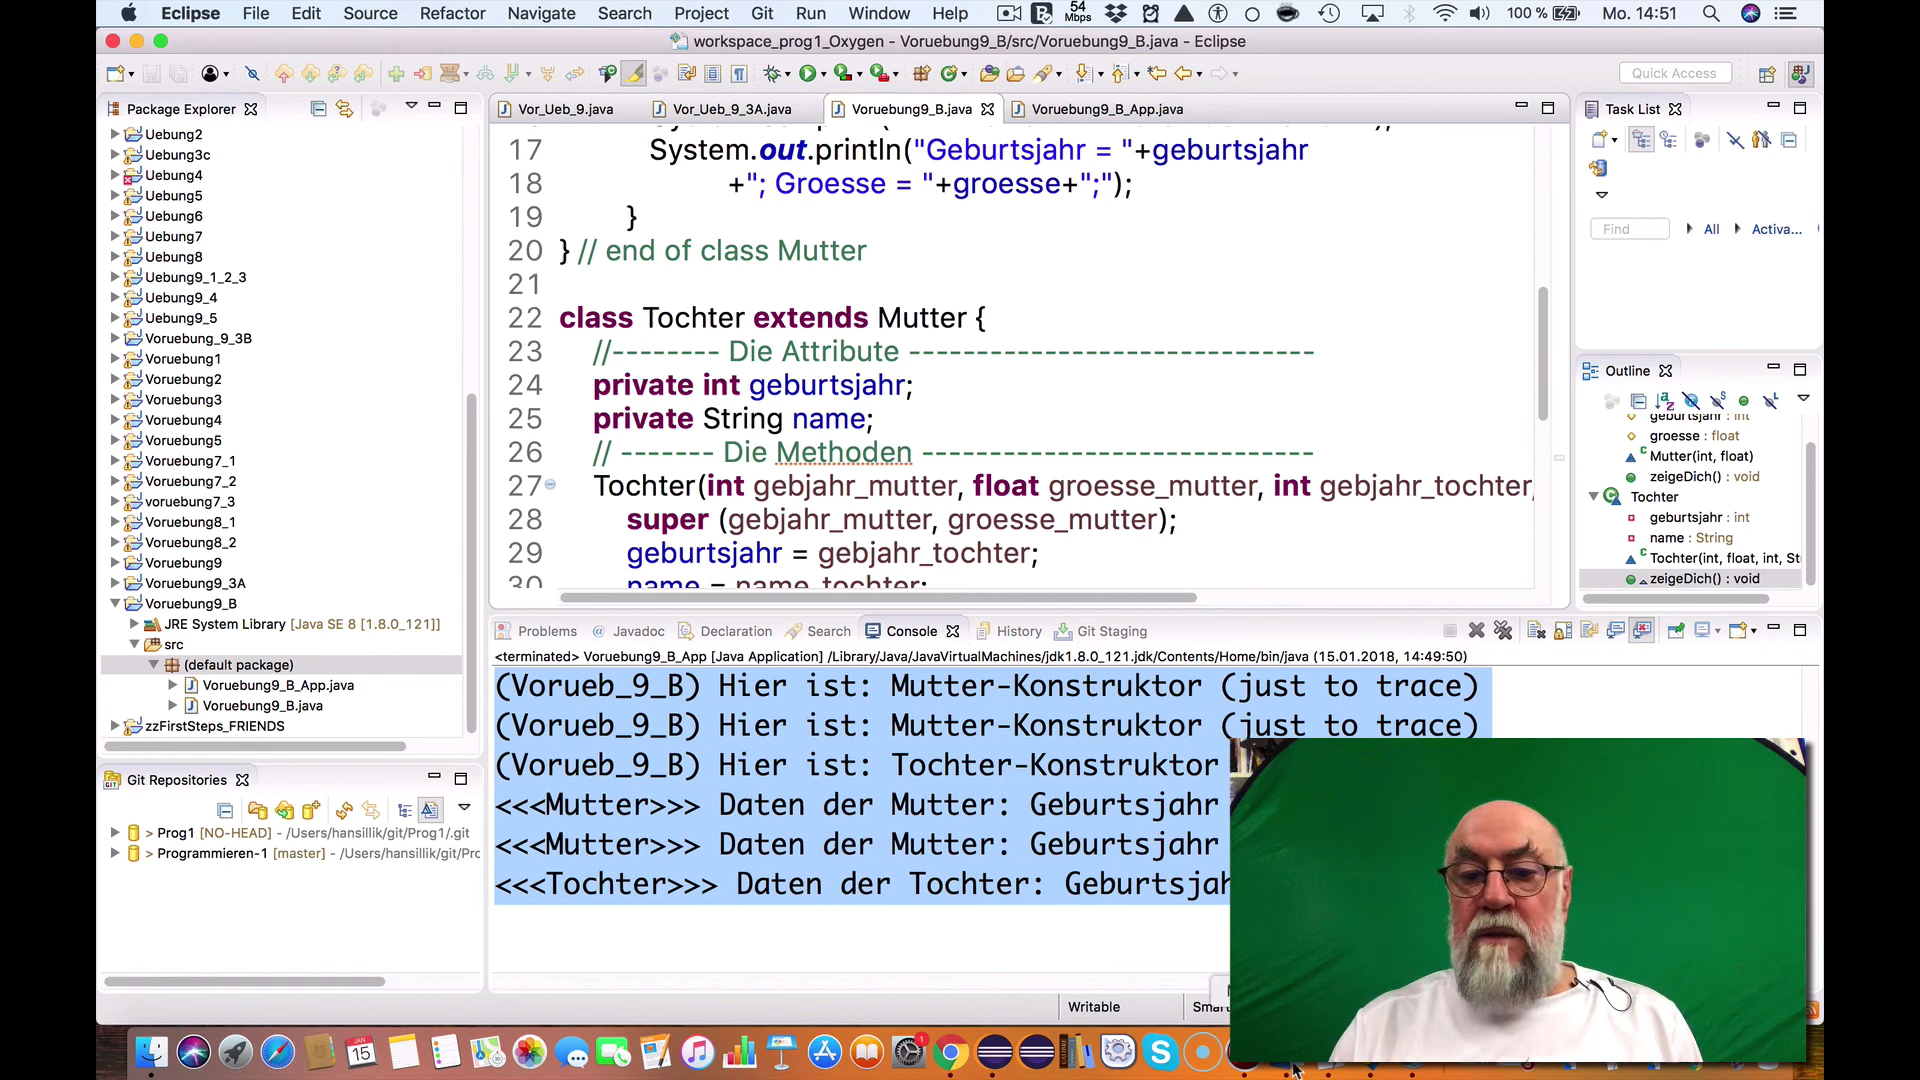 Eclipse File Edit Source Refactor Navigate Search Project Git Run Window Help 54 Mbps 100 % Mo. 14:51
workspace_prog1_Oxygen - Voruebung9_B/src/Voruebung9_B.java - Eclipse
Quick Access
Package Explorer
Uebung2
Uebung3c
Uebung4
Uebung5
Uebung6
Uebung7
Uebung8
Uebung9_1_2_3
Uebung9_4
Uebung9_5
Voruebung_9_3B
Voruebung1
Voruebung2
Voruebung3
Voruebung4
Voruebung5
Voruebung7_1
Voruebung7_2
voruebung7_3
Voruebung8_1
Voruebung8_2
Voruebung9
Voruebung9_3A
Voruebung9_B
JRE System Library [Java SE 8 [1.8.0_121]]
src
(default package)
Voruebung9_B_App.java
Voruebung9_B.java
zzFirstSteps_FRIENDS
Git Repositories
> Prog1 [NO-HEAD] - /Users/hansillik/git/Prog1/.git
> Programmieren-1 [master] - /Users/hansillik/git/Prc
Vor_Ueb_9.java Vor_Ueb_9_3A.java Voruebung9_B.java Voruebung9_B_App.java
17 System.out.println("Geburtsjahr = "+geburtsjahr
18 +"; Groesse = "+groesse+";");
19 }
20 } // end of class Mutter
21
22 class Tochter extends Mutter {
23 //-------- Die Attribute ------------------------------
24 private int geburtsjahr;
25 private String name;
26 // ------- Die Methoden -----------------------------
27 Tochter(int gebjahr_mutter, float groesse_mutter, int gebjahr_tochter,
28 super (gebjahr_mutter, groesse_mutter);
29 geburtsjahr = gebjahr_tochter;
30 name = name_tochter;
Problems Javadoc Declaration Search Console History Git Staging
<terminated> Voruebung9_B_App [Java Application] /Library/Java/JavaVirtualMachines/jdk1.8.0_121.jdk/Contents/Home/bin/java (15.01.2018, 14:49:50)
(Vorueb_9_B) Hier ist: Mutter-Konstruktor (just to trace)
(Vorueb_9_B) Hier ist: Mutter-Konstruktor (just to trace)
(Vorueb_9_B) Hier ist: Tochter-Konstruktor
<<<Mutter>>> Daten der Mutter: Geburtsjahr
<<<Mutter>>> Daten der Mutter: Geburtsjahr
<<<Tochter>>> Daten der Tochter: Geburtsjah
Writable
Task List
Find All Activa...
Outline
geburtsjahr : int
groesse : float
Mutter(int, float)
zeigeDich() : void
Tochter
geburtsjahr : int
name : String
Tochter(int, float, int, St
zeigeDich() : void
JAN
15